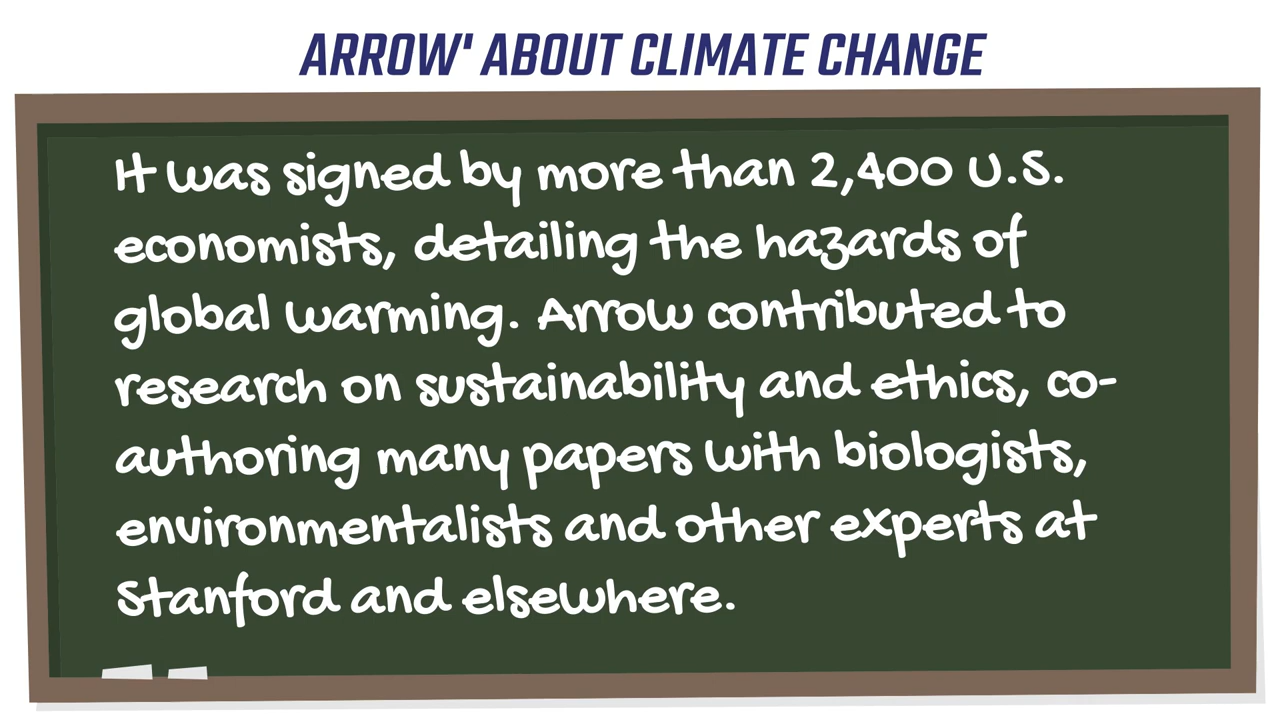 ARROW' ABOUT CLIMATE CHANGE
It was signed by more than 2,400 U.S.
economists, detailing the hazards of
global warming. Arrow contributed to
research on sustainability and ethics, co-
authoring many papers with biologists,
environmentalists and other experts at
Stanford and elsewhere.